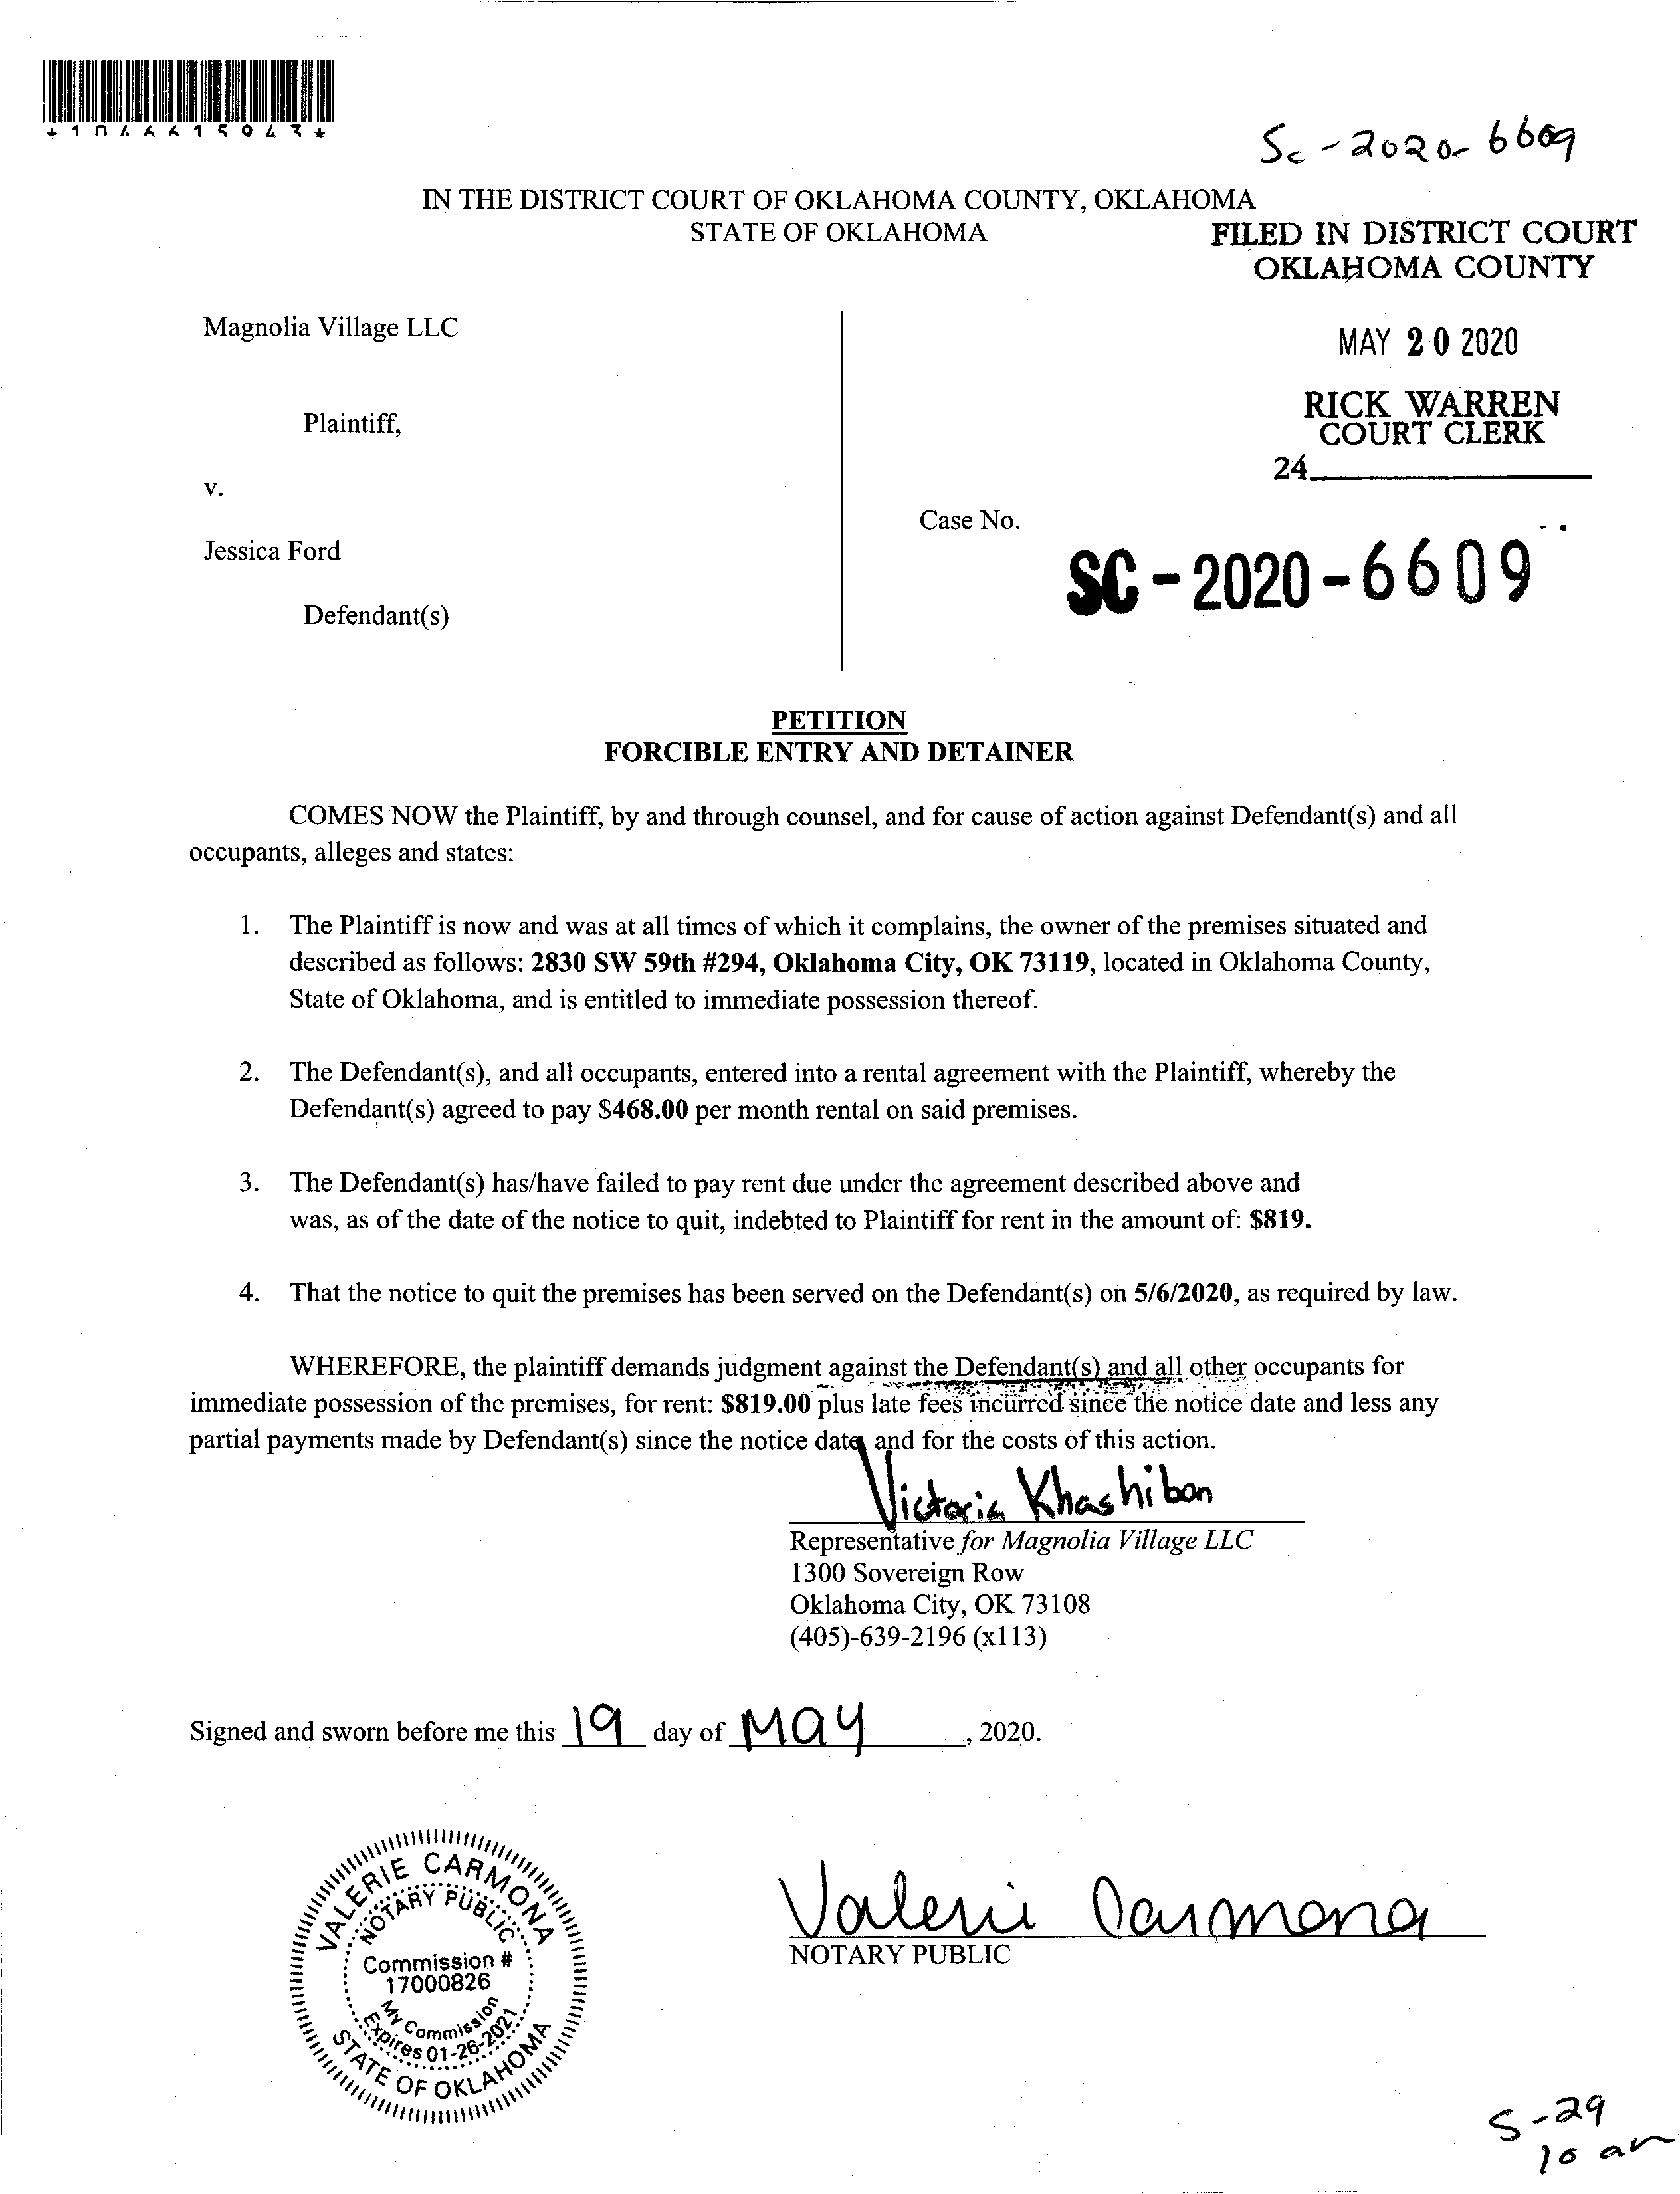 *1046615043*
Sc-2020-6609
IN THE DISTRICT COURT OF OKLAHOMA COUNTY, OKLAHOMA
STATE OF OKLAHOMA
FILED IN DISTRICT COURT
OKLAHOMA COUNTY
MAY 20 2020
RICK WARREN
COURT CLERK
24
Magnolia Village LLC
Plaintiff,
v.
Jessica Ford
Defendant(s)
Case No.
SC-2020-6609
PETITION
FORCIBLE ENTRY AND DETAINER
COMES NOW the Plaintiff, by and through counsel, and for cause of action against Defendant(s) and all
occupants, alleges and states:
1. The Plaintiff is now and was at all times of which it complains, the owner of the premises situated and
described as follows: 2830 SW 59th #294, Oklahoma City, OK 73119, located in Oklahoma County,
State of Oklahoma, and is entitled to immediate possession thereof.
2. The Defendant(s), and all occupants, entered into a rental agreement with the Plaintiff, whereby the
Defendant(s) agreed to pay $468.00 per month rental on said premises.
3. The Defendant(s) has/have failed to pay rent due under the agreement described above and
was, as of the date of the notice to quit, indebted to Plaintiff for rent in the amount of: $819.
4. That the notice to quit the premises has been served on the Defendant(s) on 5/6/2020, as required by law.
WHEREFORE, the plaintiff demands judgment against the Defendant(s) and all other occupants for
immediate possession of the premises, for rent: $819.00 plus late fees incurred since the notice date and less any
partial payments made by Defendant(s) since the notice date and for the costs of this action.
Victoria Khashibon
Representative for Magnolia Village LLC
1300 Sovereign Row
Oklahoma City, OK 73108
(405)-639-2196 (x113)
Signed and sworn before me this 19 day of May, 2020.
VALERIE CARMONA
NOTARY PUBLIC
Commission #
17000826
My Commission
Expires 01-26-2021
STATE OF OKLAHOMA
Valerie Carmona
NOTARY PUBLIC
5-29
10 am